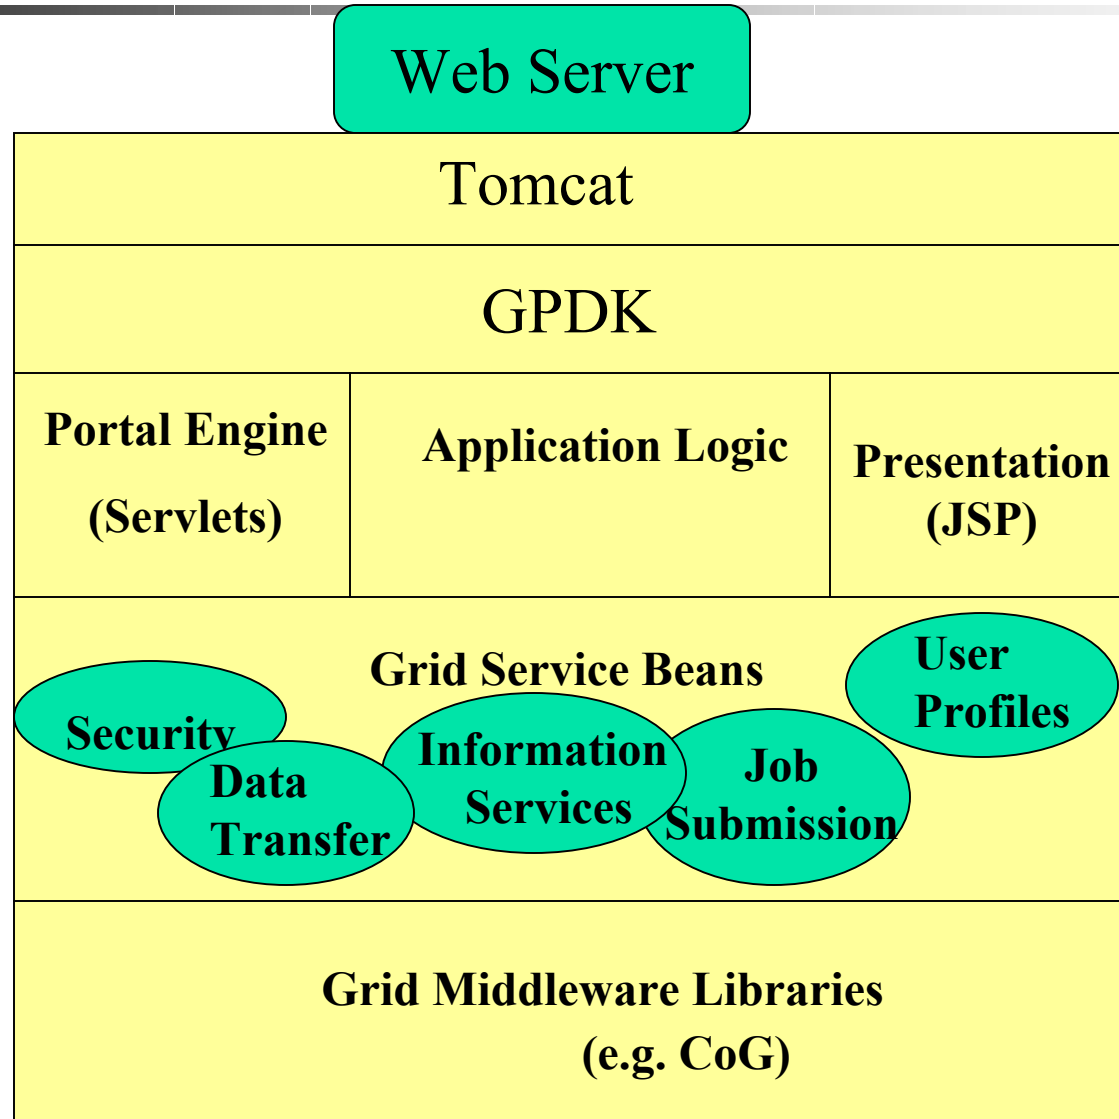 Web Server
Tomcat
GPDK
Portal Engine
(Servlets)
Application Logic
Presentation
(JSP)
Grid Service Beans
Security
Data
Transfer
Information
Services
Job
Submission
User
Profiles
Grid Middleware Libraries
(e.g. CoG)